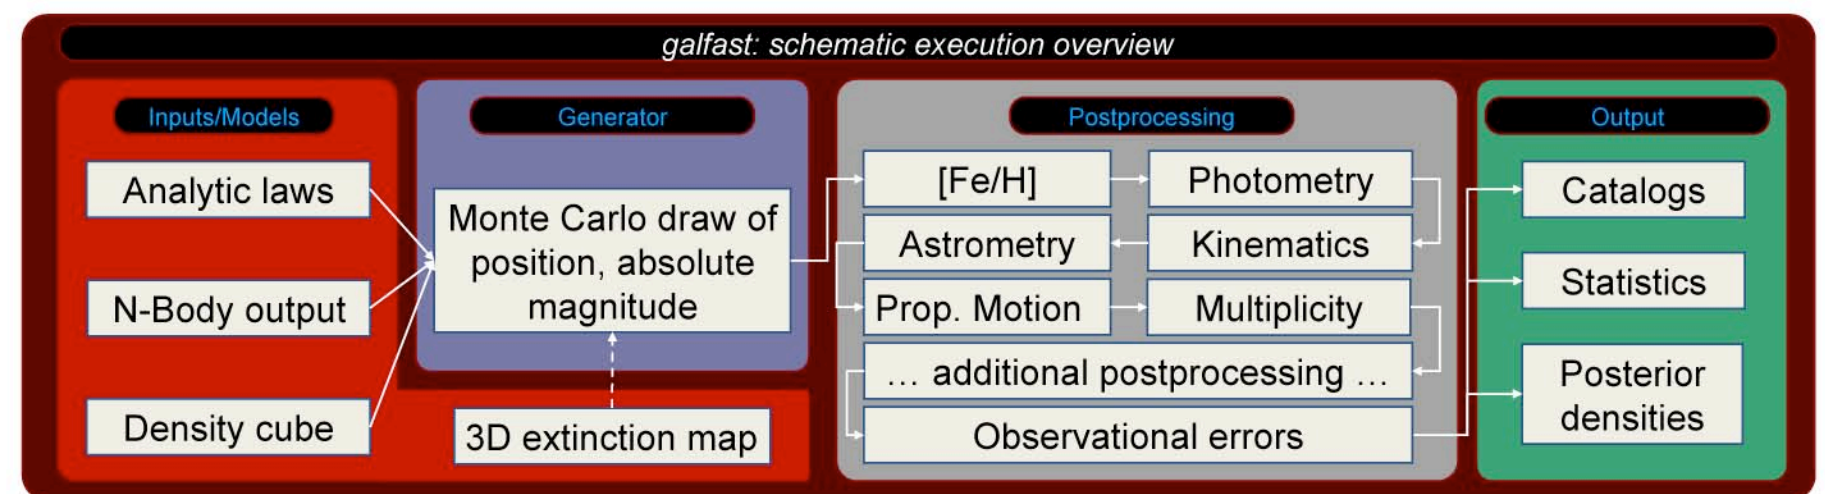 galfast: schematic execution overview
Inputs/Models
Analytic laws
N-Body output
Density cube
3D extinction map
Generator
Monte Carlo draw of
position, absolute
magnitude
Postprocessing
[Fe/H]
Photometry
Astrometry
Kinematics
Prop. Motion
Multiplicity
… additional postprocessing …
Observational errors
Output
Catalogs
Statistics
Posterior
densities